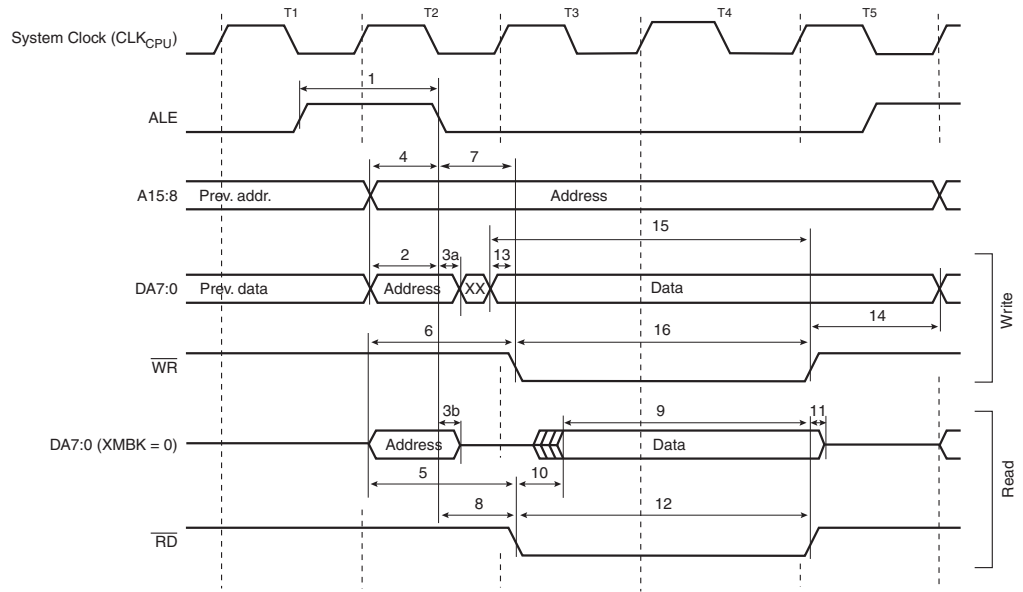 T1 T2 T3 T4 T5
System Clock (CLKCPU)
1
ALE
4 7
A15:8 Prev. addr. Address
15
2 3a 13
DA7:0 Prev. data Address XX Data
14
6 16
WR
Write
3b 9 11
DA7:0 (XMBK = 0) Address Data
5 10
8 12
RD
Read